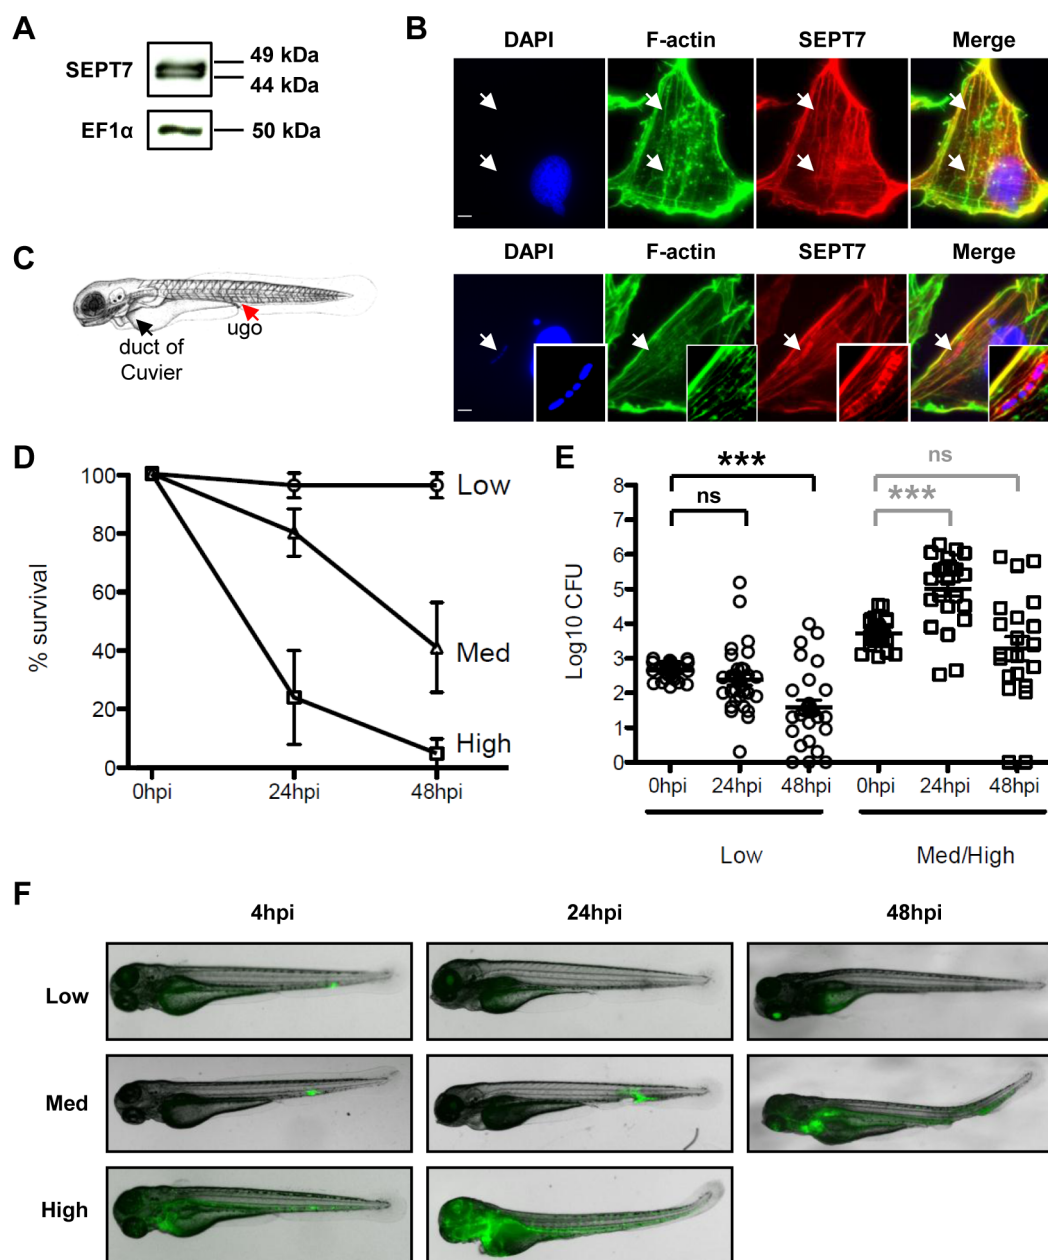 A
SEPT7
49 kDa
44 kDa
EF1α
50 kDa
B
DAPI F-actin SEPT7 Merge
DAPI F-actin SEPT7 Merge
C
duct of
Cuvier
ugo
D
% survival
100
80
60
40
20
0
Low
Med
High
0hpi 24hpi 48hpi
E
Log10 CFU
8
7
6
5
4
3
2
1
0
***
ns
ns
***
0hpi 24hpi 48hpi 0hpi 24hpi 48hpi
Low Med/High
F
4hpi 24hpi 48hpi
Low
Med
High